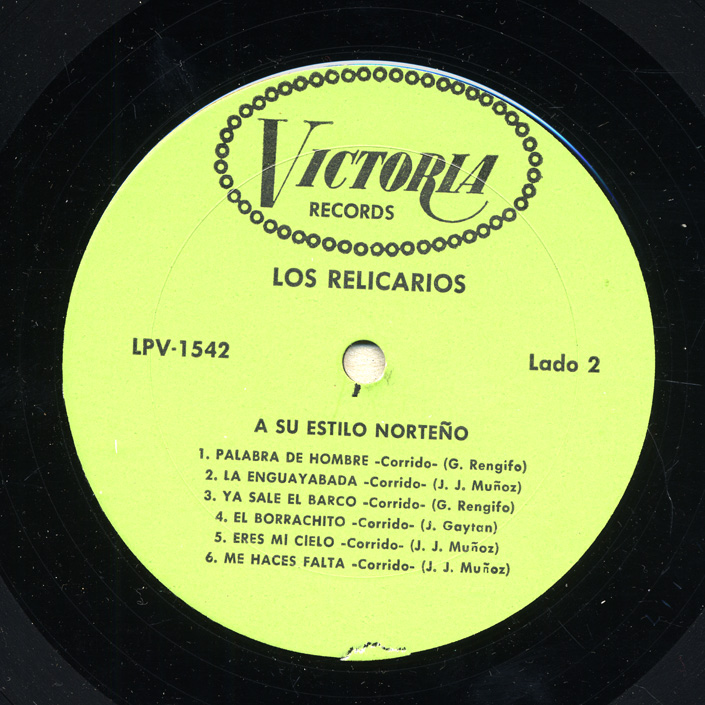 VICTORIA
RECORDS
LOS RELICARIOS
LPV-1542
Lado 2
A SU ESTILO NORTEÑO
1. PALABRA DE HOMBRE -Corrido- (G. Rengifo)
2. LA ENGUAYABADA -Corrido- (J. J. Muñoz)
3. YA SALE EL BARCO -Corrido- (G. Rengifo)
4. EL BORRACHITO -Corrido- (J. Gaytan)
5. ERES MI CIELO -Corrido- (J. J. Muñoz)
6. ME HACES FALTA -Corrido- (J. J. Muñoz)